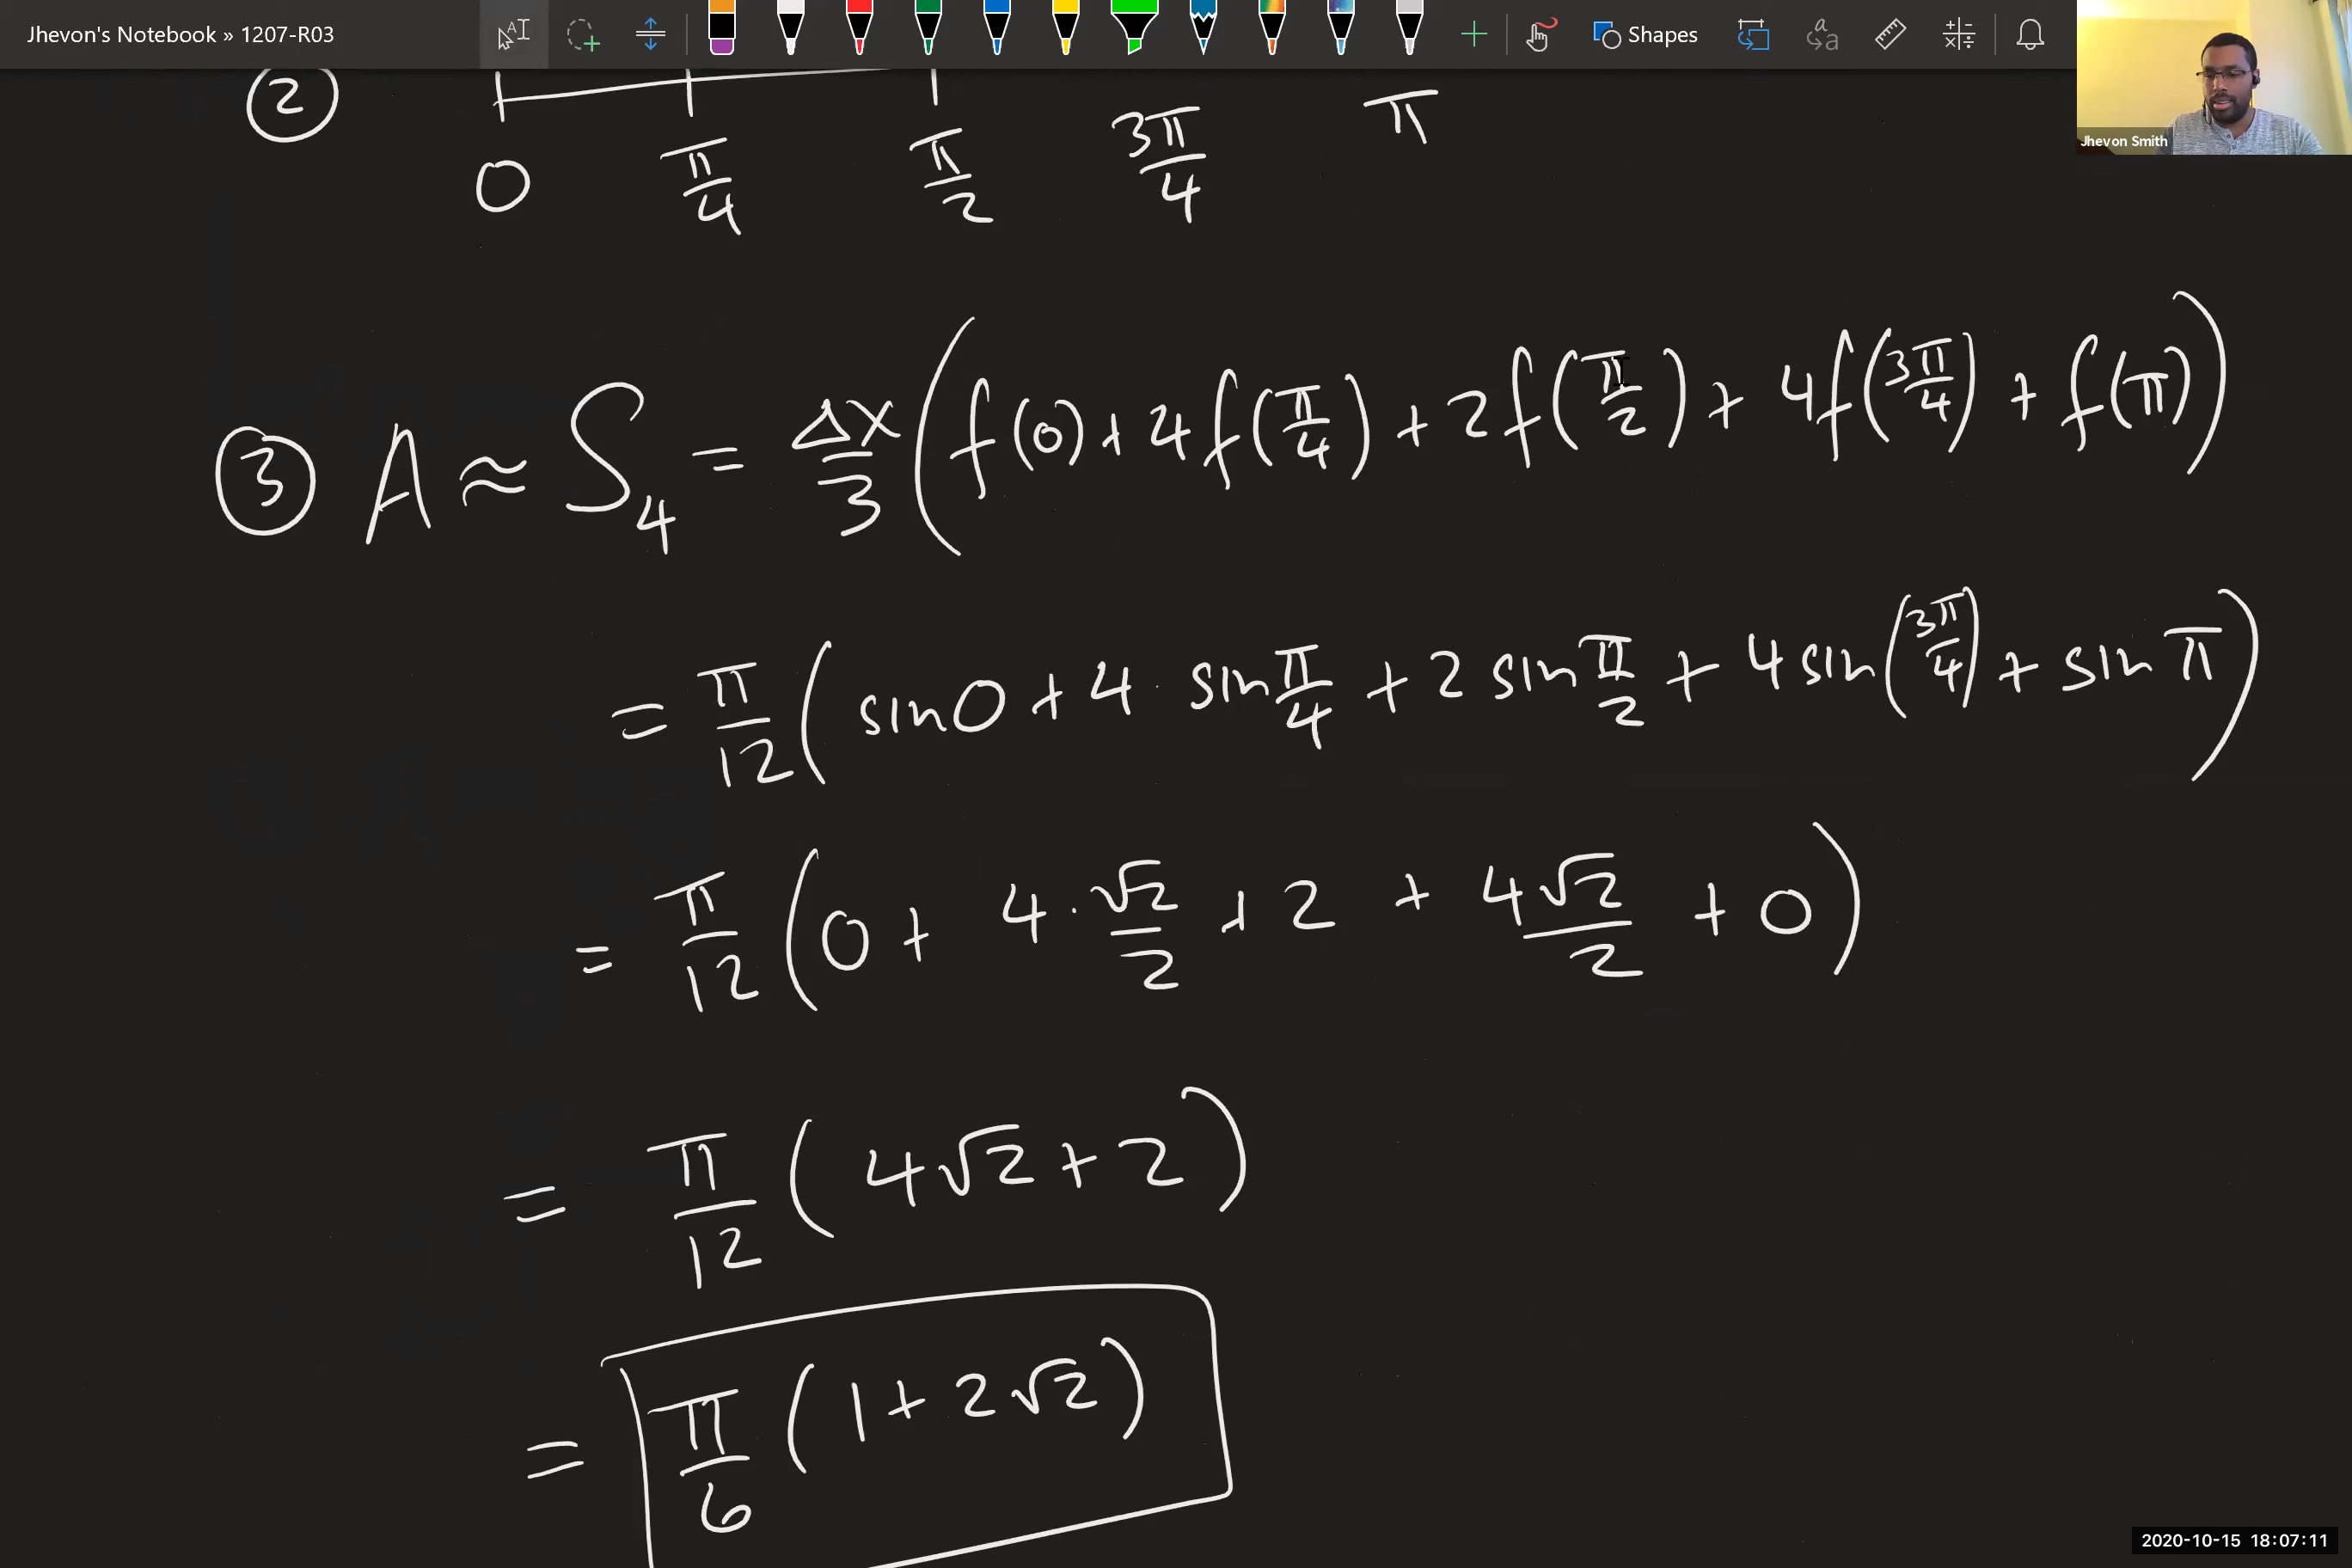 Jhevon's Notebook » 1207-R03
Shapes
Jhevon Smith
② 0 π/4 π/2 3π/4 π
③ A ≈ S₄ = Δx/3 (f(0) + 4f(π/4) + 2f(π/2) + 4f(3π/4) + f(π))
= π/12 (sin0 + 4 · sin π/4 + 2 sin π/2 + 4 sin(3π/4) + sin π)
= π/12 (0 + 4 · √2/2 + 2 + 4√2/2 + 0)
= π/12 (4√2 + 2)
= π/6 (1 + 2√2)
2020-10-15 18:07:11